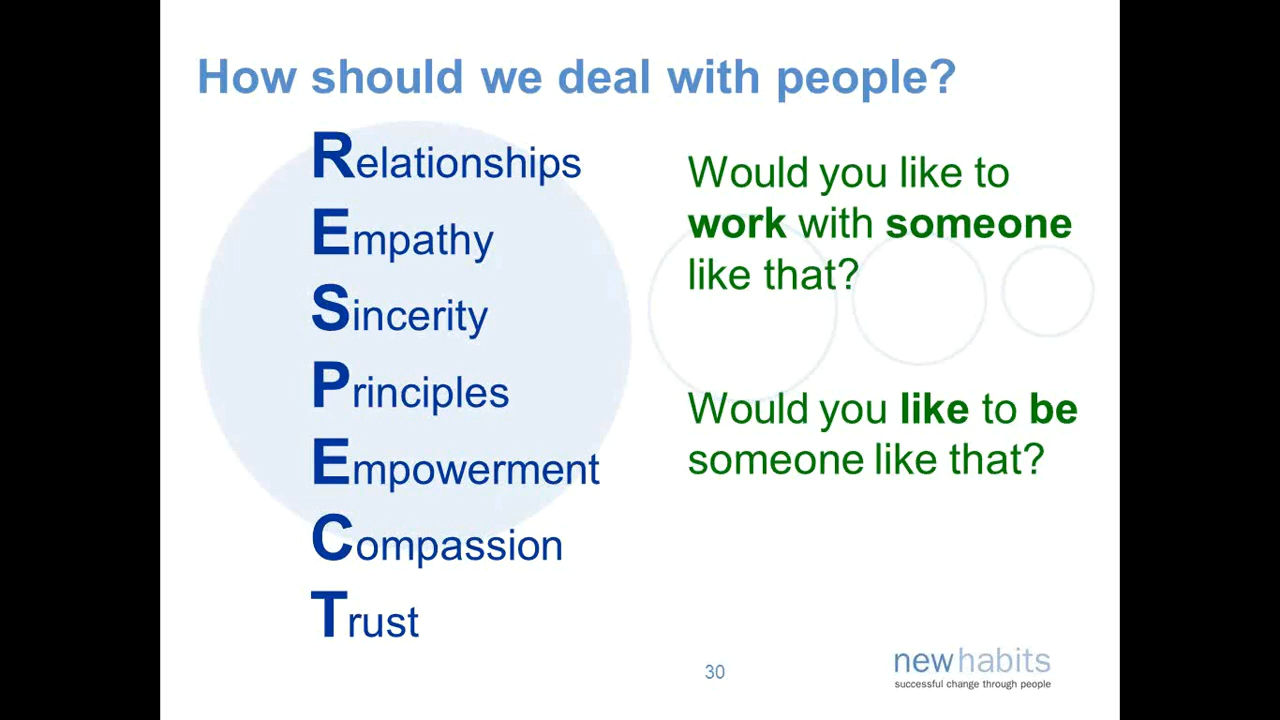 How should we deal with people?
Relationships
Empathy
Sincerity
Principles
Empowerment
Compassion
Trust
Would you like to
work with someone
like that?
Would you like to be
someone like that?
30
newhabits
successful change through people